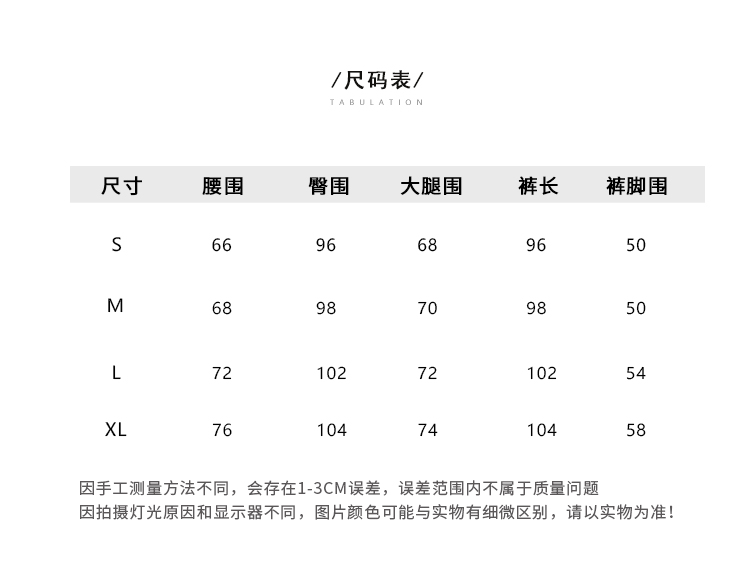 /尺码表/
TABULATION
尺寸 腰围 臀围 大腿围 裤长 裤脚围
S 66 96 68 96 50
M 68 98 70 98 50
L 72 102 72 102 54
XL 76 104 74 104 58
因手工测量方法不同，会存在1-3CM误差，误差范围内不属于质量问题
因拍摄灯光原因和显示器不同，图片颜色可能与实物有细微区别，请以实物为准！